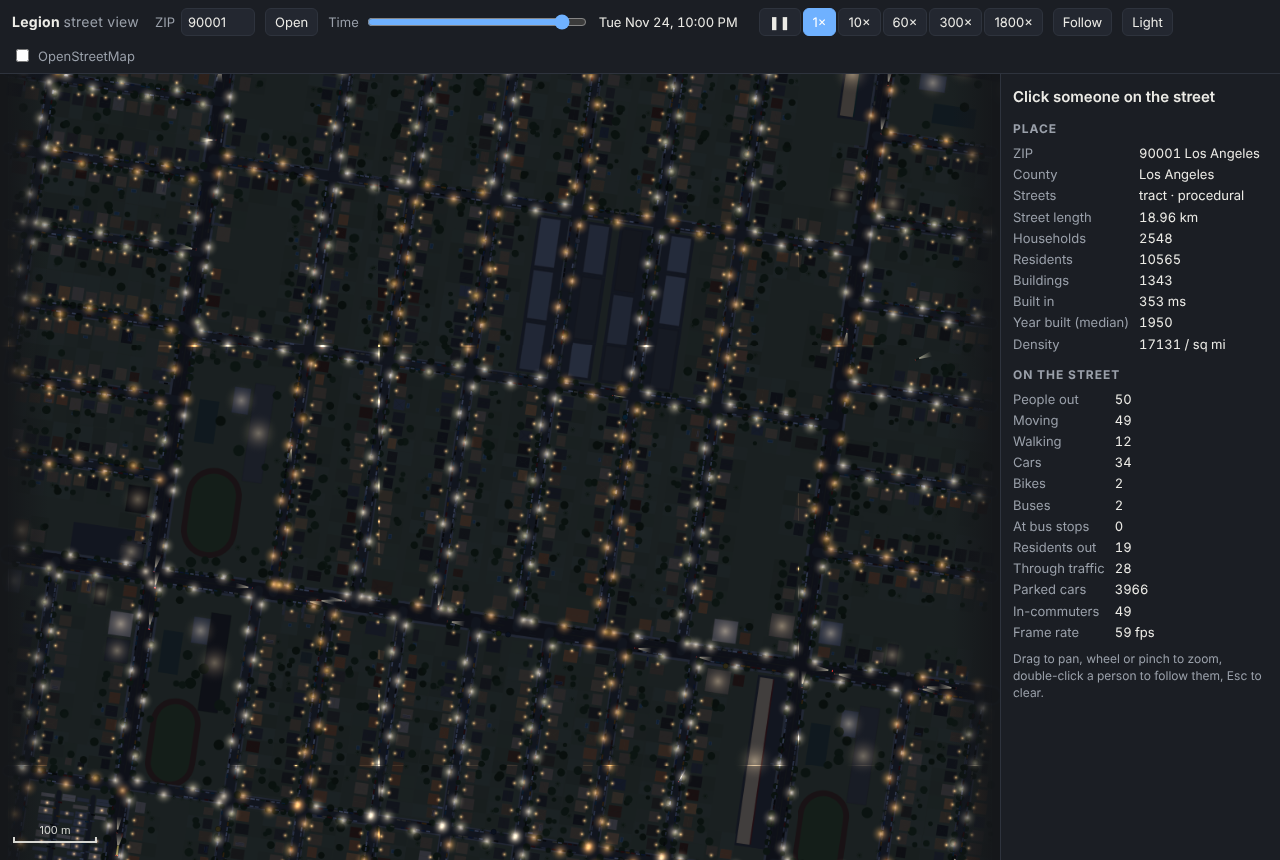 Legion street view ZIP 90001 Open Time Tue Nov 24, 10:00 PM ❚❚ 1× 10× 60× 300× 1800× Follow Light
OpenStreetMap
Click someone on the street
PLACE
ZIP 90001 Los Angeles
County Los Angeles
Streets tract · procedural
Street length 18.96 km
Households 2548
Residents 10565
Buildings 1343
Built in 353 ms
Year built (median) 1950
Density 17131 / sq mi
ON THE STREET
People out 50
Moving 49
Walking 12
Cars 34
Bikes 2
Buses 2
At bus stops 0
Residents out 19
Through traffic 28
Parked cars 3966
In-commuters 49
Frame rate 59 fps
Drag to pan, wheel or pinch to zoom,
double-click a person to follow them, Esc to
clear.
100 m